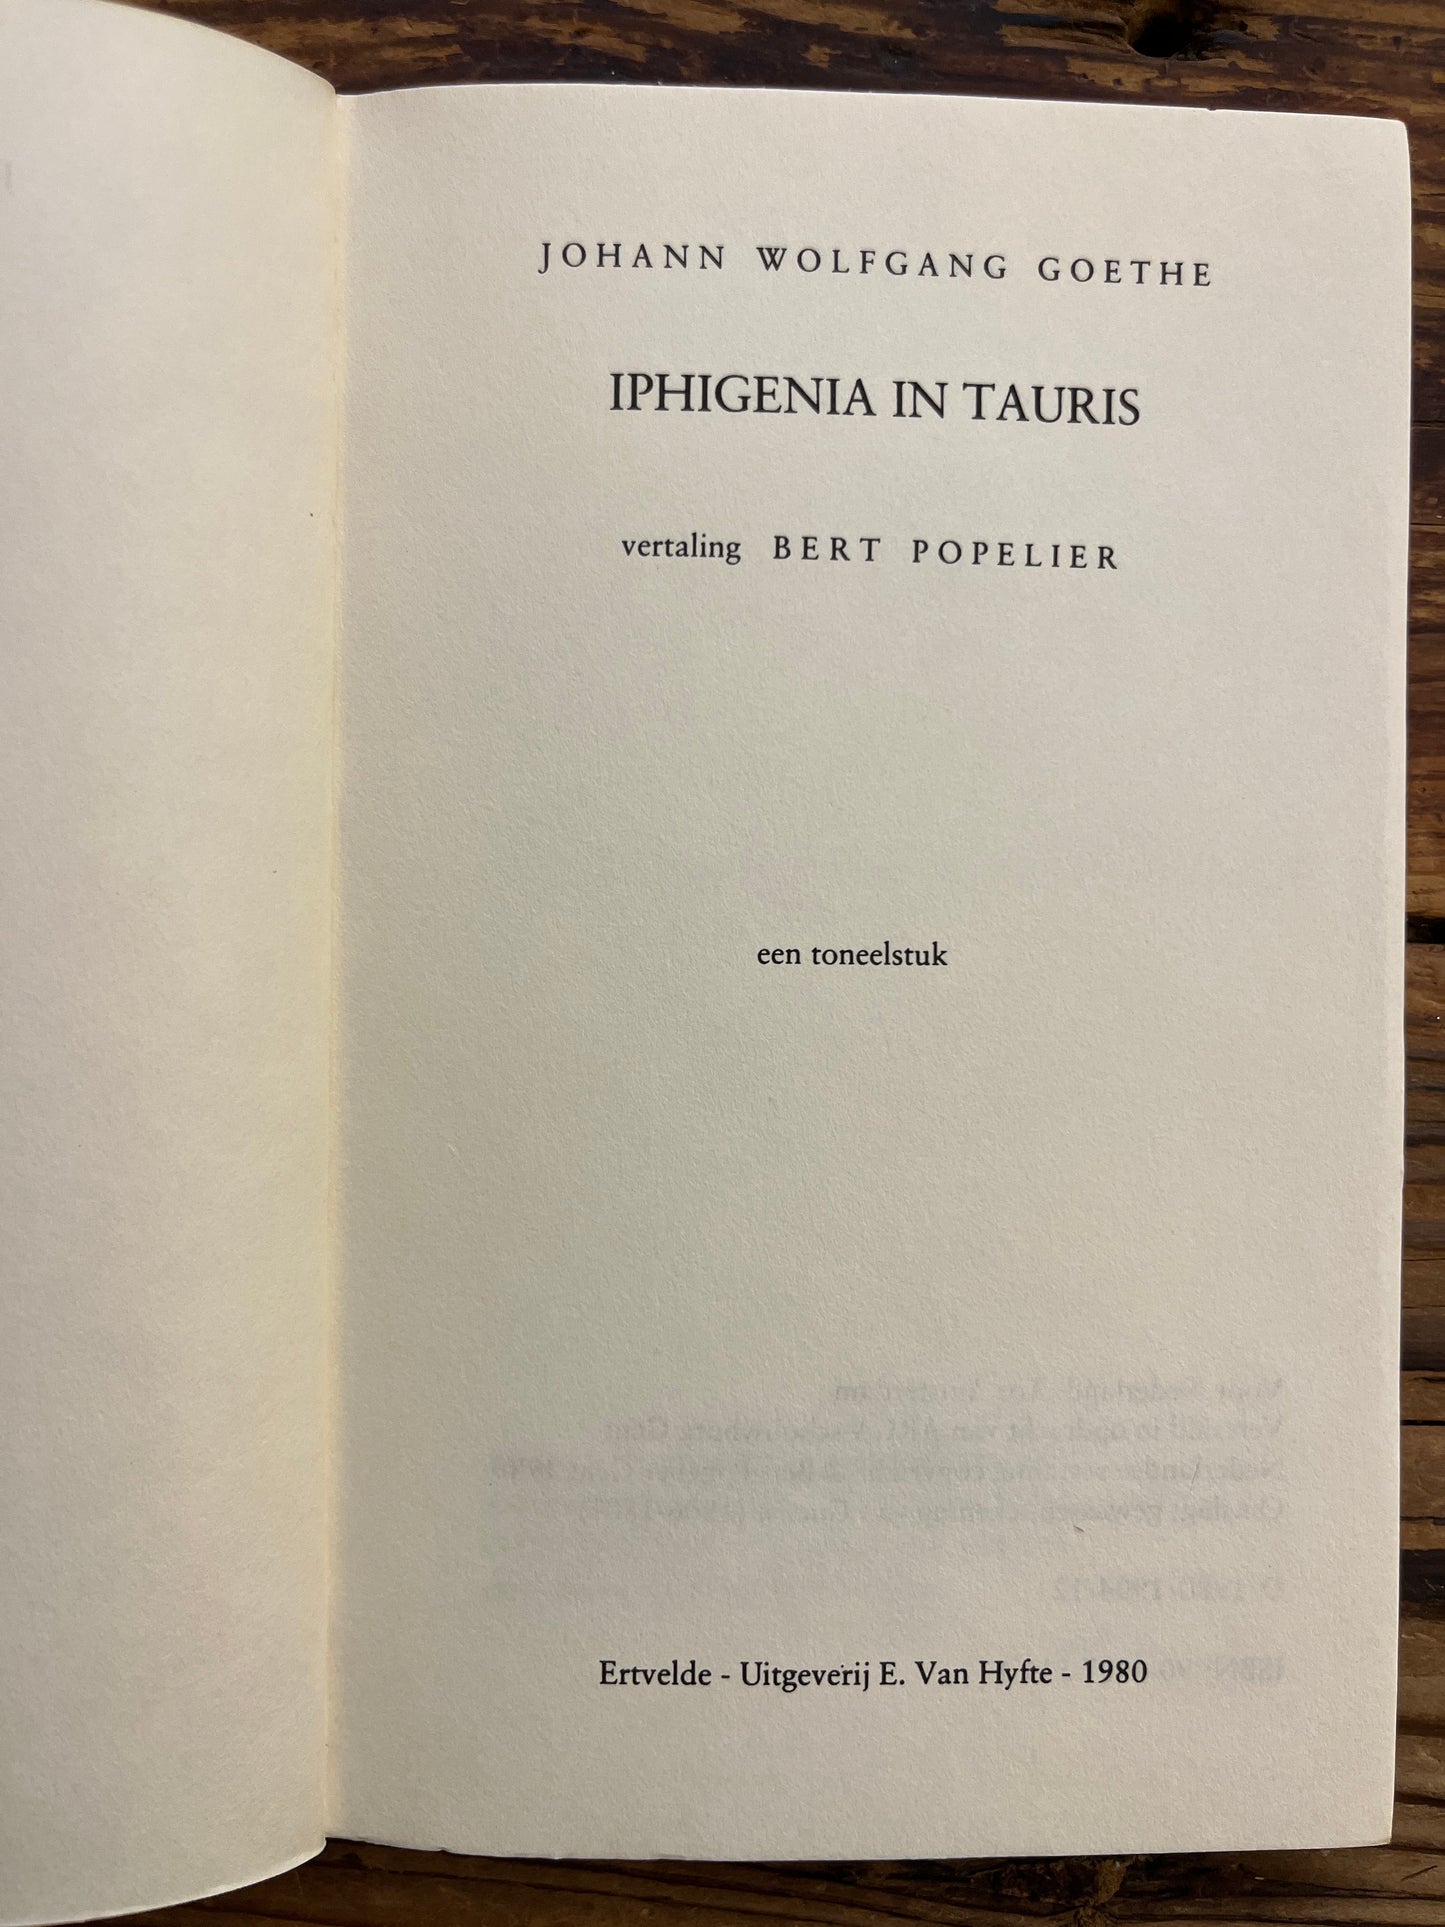 JOHANN WOLFGANG GOETHE
IPHIGENIA IN TAURIS
vertaling BERT POPELIER
een toneelstuk
Ertvelde - Uitgeverij E. Van Hyfte - 1980